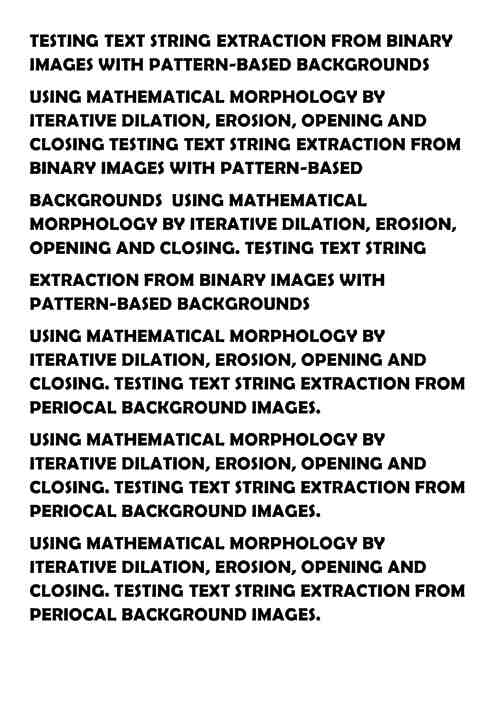 TESTING TEXT STRING EXTRACTION FROM BINARY
IMAGES WITH PATTERN-BASED BACKGROUNDS
USING MATHEMATICAL MORPHOLOGY BY
ITERATIVE DILATION, EROSION, OPENING AND
CLOSING TESTING TEXT STRING EXTRACTION FROM
BINARY IMAGES WITH PATTERN-BASED
BACKGROUNDS  USING MATHEMATICAL
MORPHOLOGY BY ITERATIVE DILATION, EROSION,
OPENING AND CLOSING. TESTING TEXT STRING
EXTRACTION FROM BINARY IMAGES WITH
PATTERN-BASED BACKGROUNDS
USING MATHEMATICAL MORPHOLOGY BY
ITERATIVE DILATION, EROSION, OPENING AND
CLOSING. TESTING TEXT STRING EXTRACTION FROM
PERIOCAL BACKGROUND IMAGES.
USING MATHEMATICAL MORPHOLOGY BY
ITERATIVE DILATION, EROSION, OPENING AND
CLOSING. TESTING TEXT STRING EXTRACTION FROM
PERIOCAL BACKGROUND IMAGES.
USING MATHEMATICAL MORPHOLOGY BY
ITERATIVE DILATION, EROSION, OPENING AND
CLOSING. TESTING TEXT STRING EXTRACTION FROM
PERIOCAL BACKGROUND IMAGES.